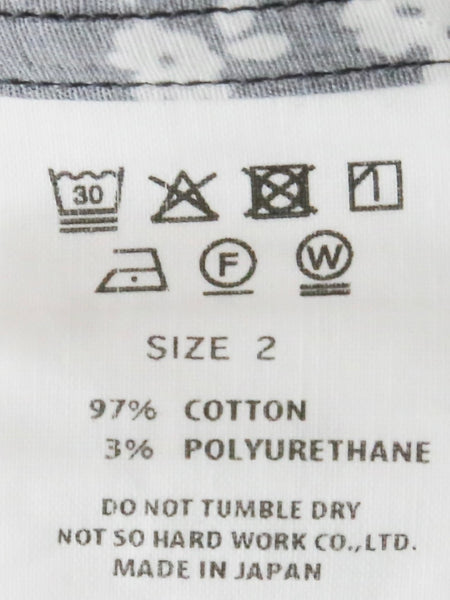 30
F W
SIZE 2
97% COTTON
3% POLYURETHANE
DO NOT TUMBLE DRY
NOT SO HARD WORK CO.,LTD.
MADE IN JAPAN